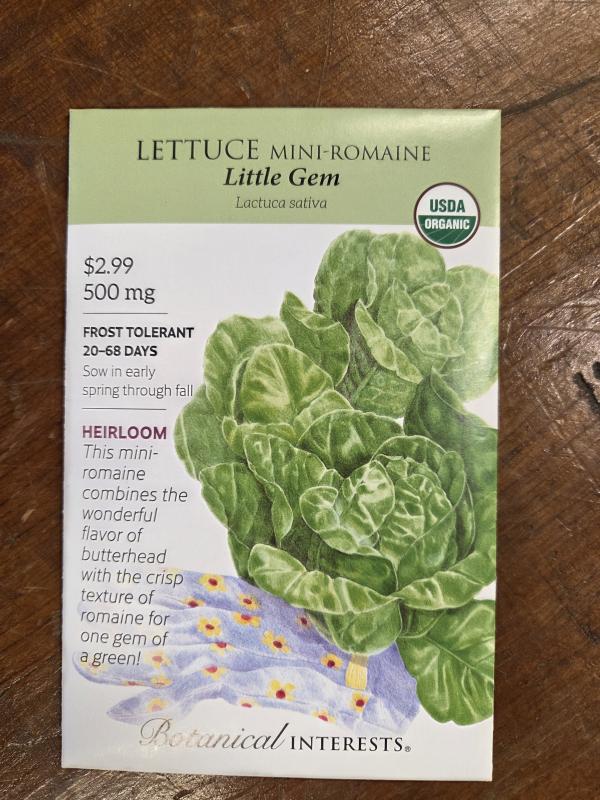 LETTUCE MINI-ROMAINE
Little Gem
Lactuca sativa
USDA
ORGANIC
$2.99
500 mg
FROST TOLERANT
20–68 DAYS
Sow in early
spring through fall
HEIRLOOM
This mini-
romaine
combines the
wonderful
flavor of
butterhead
with the crisp
texture of
romaine for
one gem of
a green!
Botanical INTERESTS®